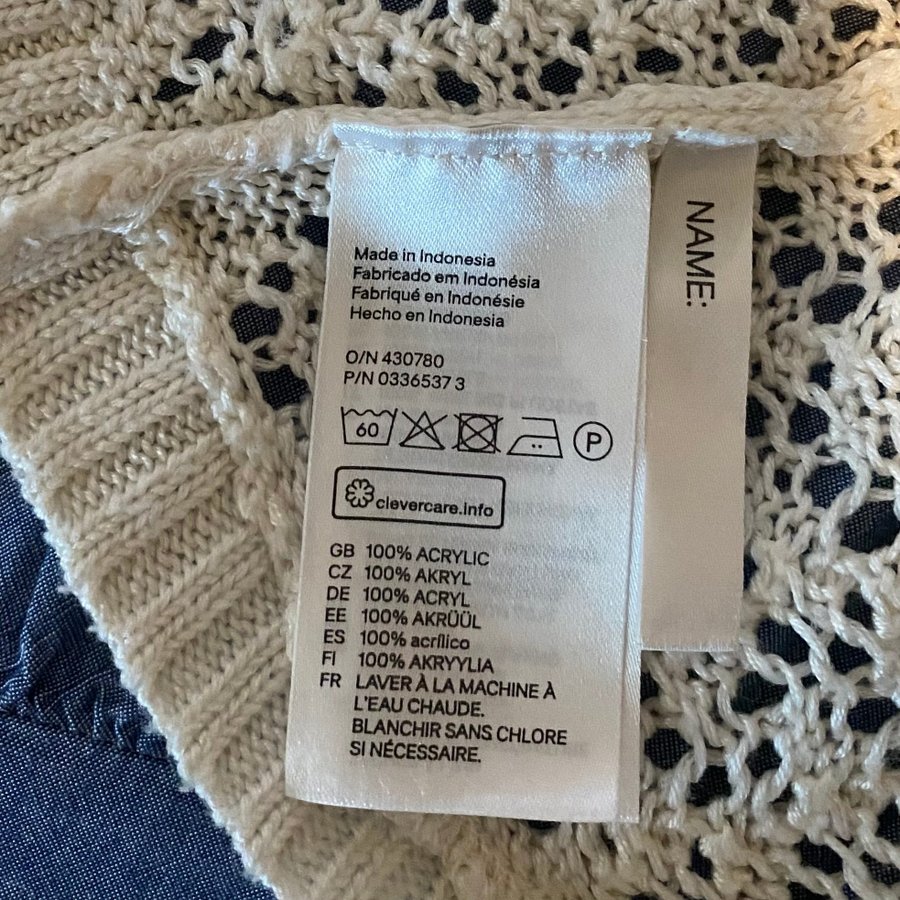 Made in Indonesia
Fabricado em Indonésia
Fabriqué en Indonésie
Hecho en Indonesia
O/N 430780
P/N 0336537 3
60
P
clevercare.info
GB 100% ACRYLIC
CZ 100% AKRYL
DE 100% ACRYL
EE 100% AKRÜÜL
ES 100% acrílico
FI 100% AKRYYLIA
FR LAVER À LA MACHINE À
L'EAU CHAUDE.
BLANCHIR SANS CHLORE
SI NÉCESSAIRE.
NAME: